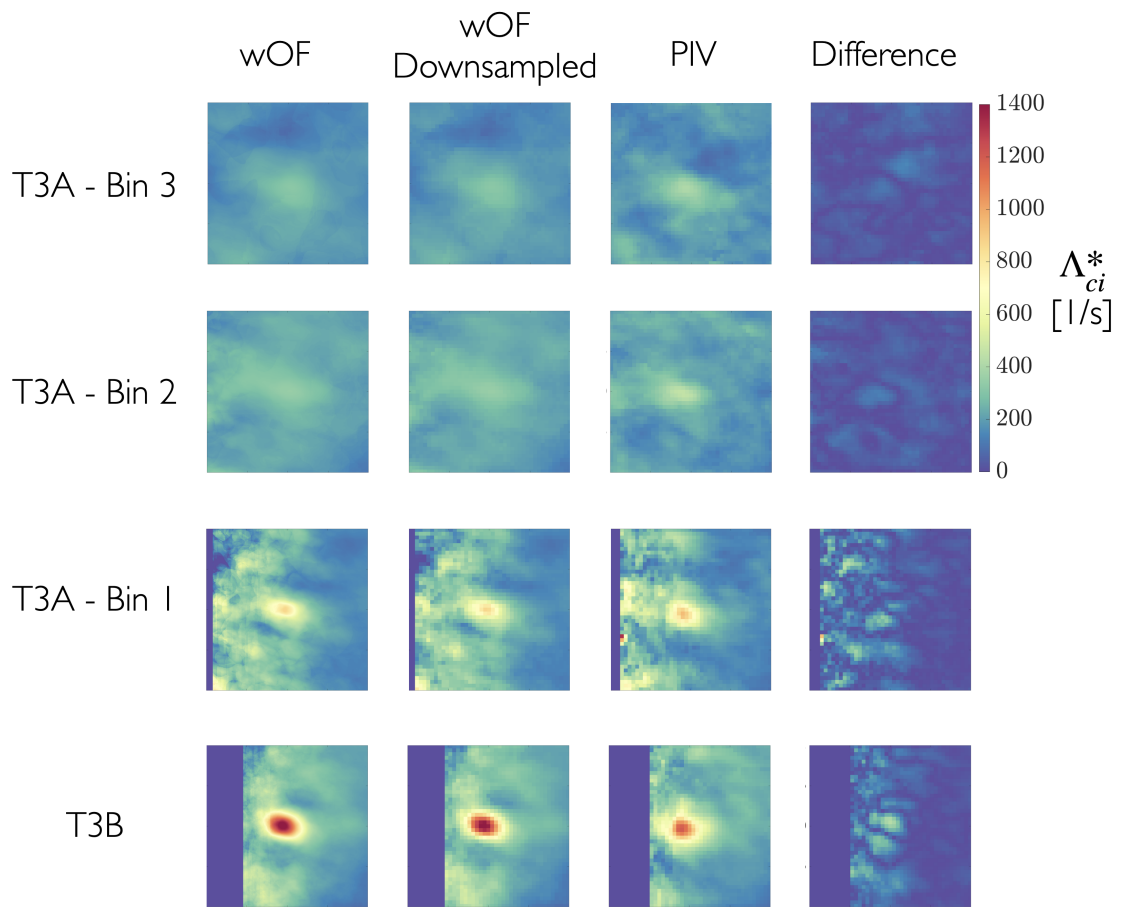 wOF
wOF
Downsampled
PIV
Difference
T3A - Bin 3
T3A - Bin 2
T3A - Bin 1
T3B
1400
1200
1000
800
600
400
200
0
Λ*ci
[1/s]